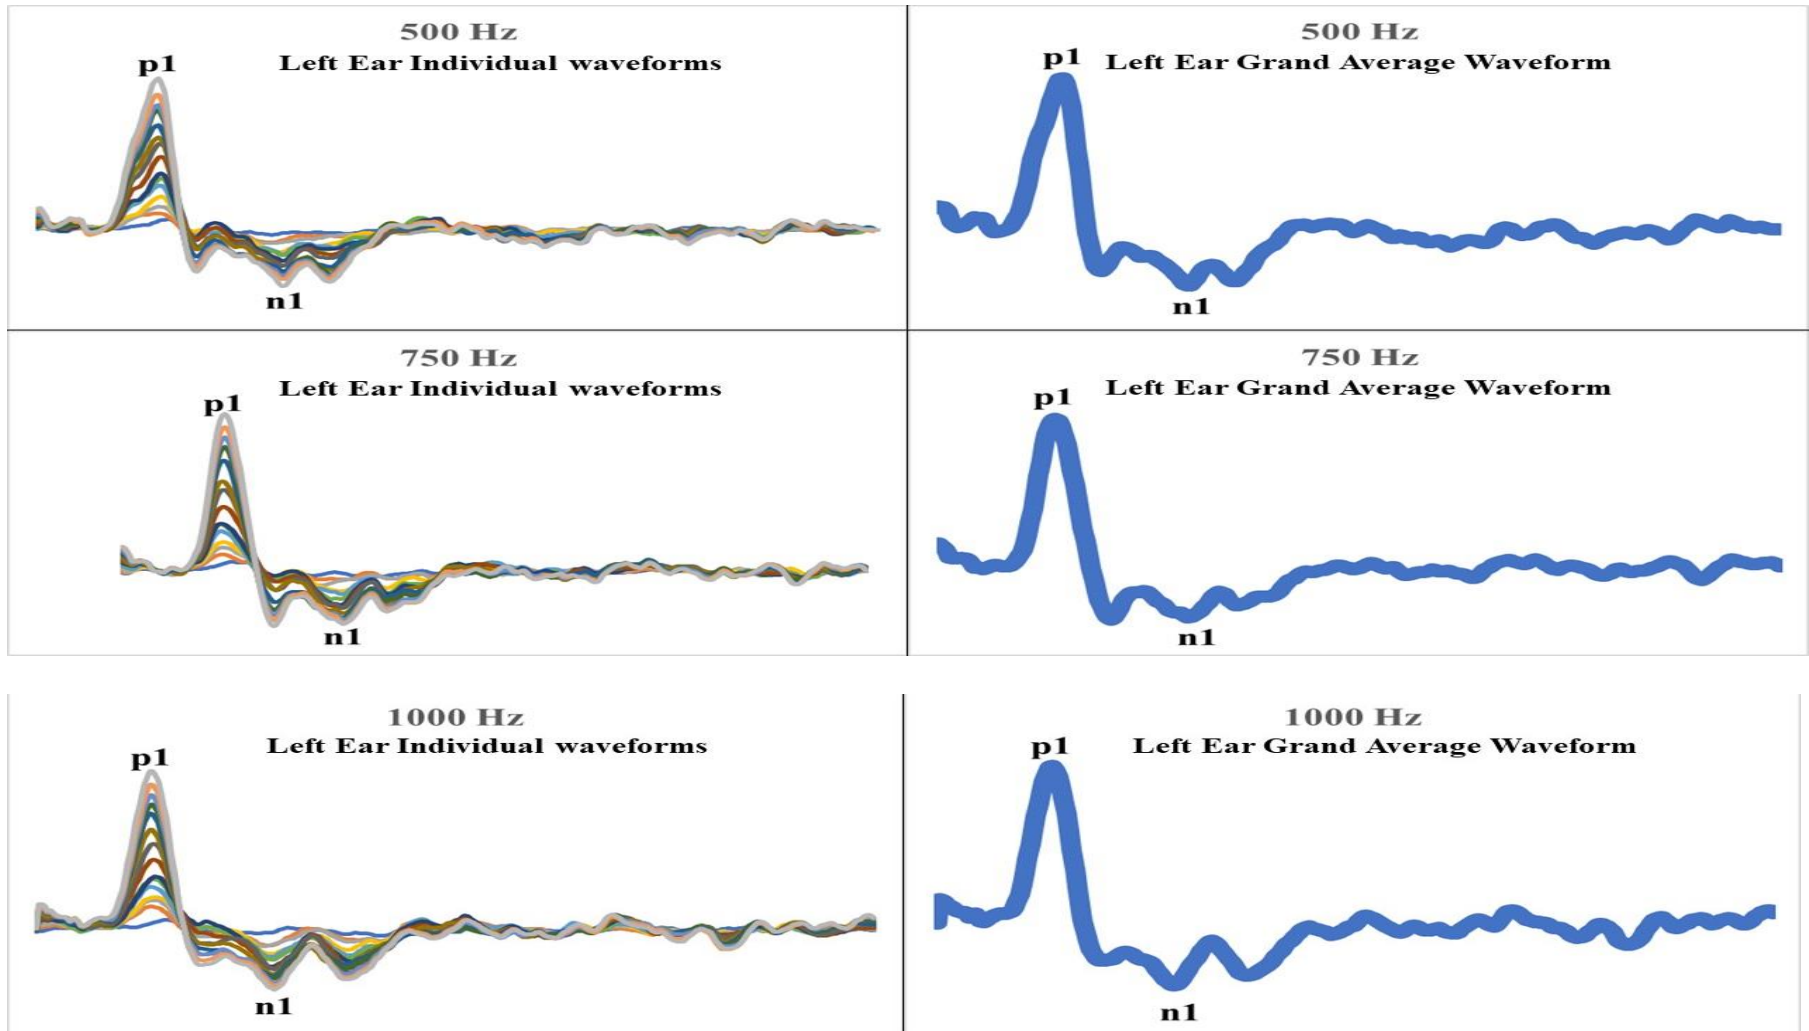 500 Hz
Left Ear Individual waveforms
p1
n1
500 Hz
Left Ear Grand Average Waveform
p1
n1
750 Hz
Left Ear Individual waveforms
p1
n1
750 Hz
Left Ear Grand Average Waveform
p1
n1
1000 Hz
Left Ear Individual waveforms
p1
n1
1000 Hz
Left Ear Grand Average Waveform
p1
n1